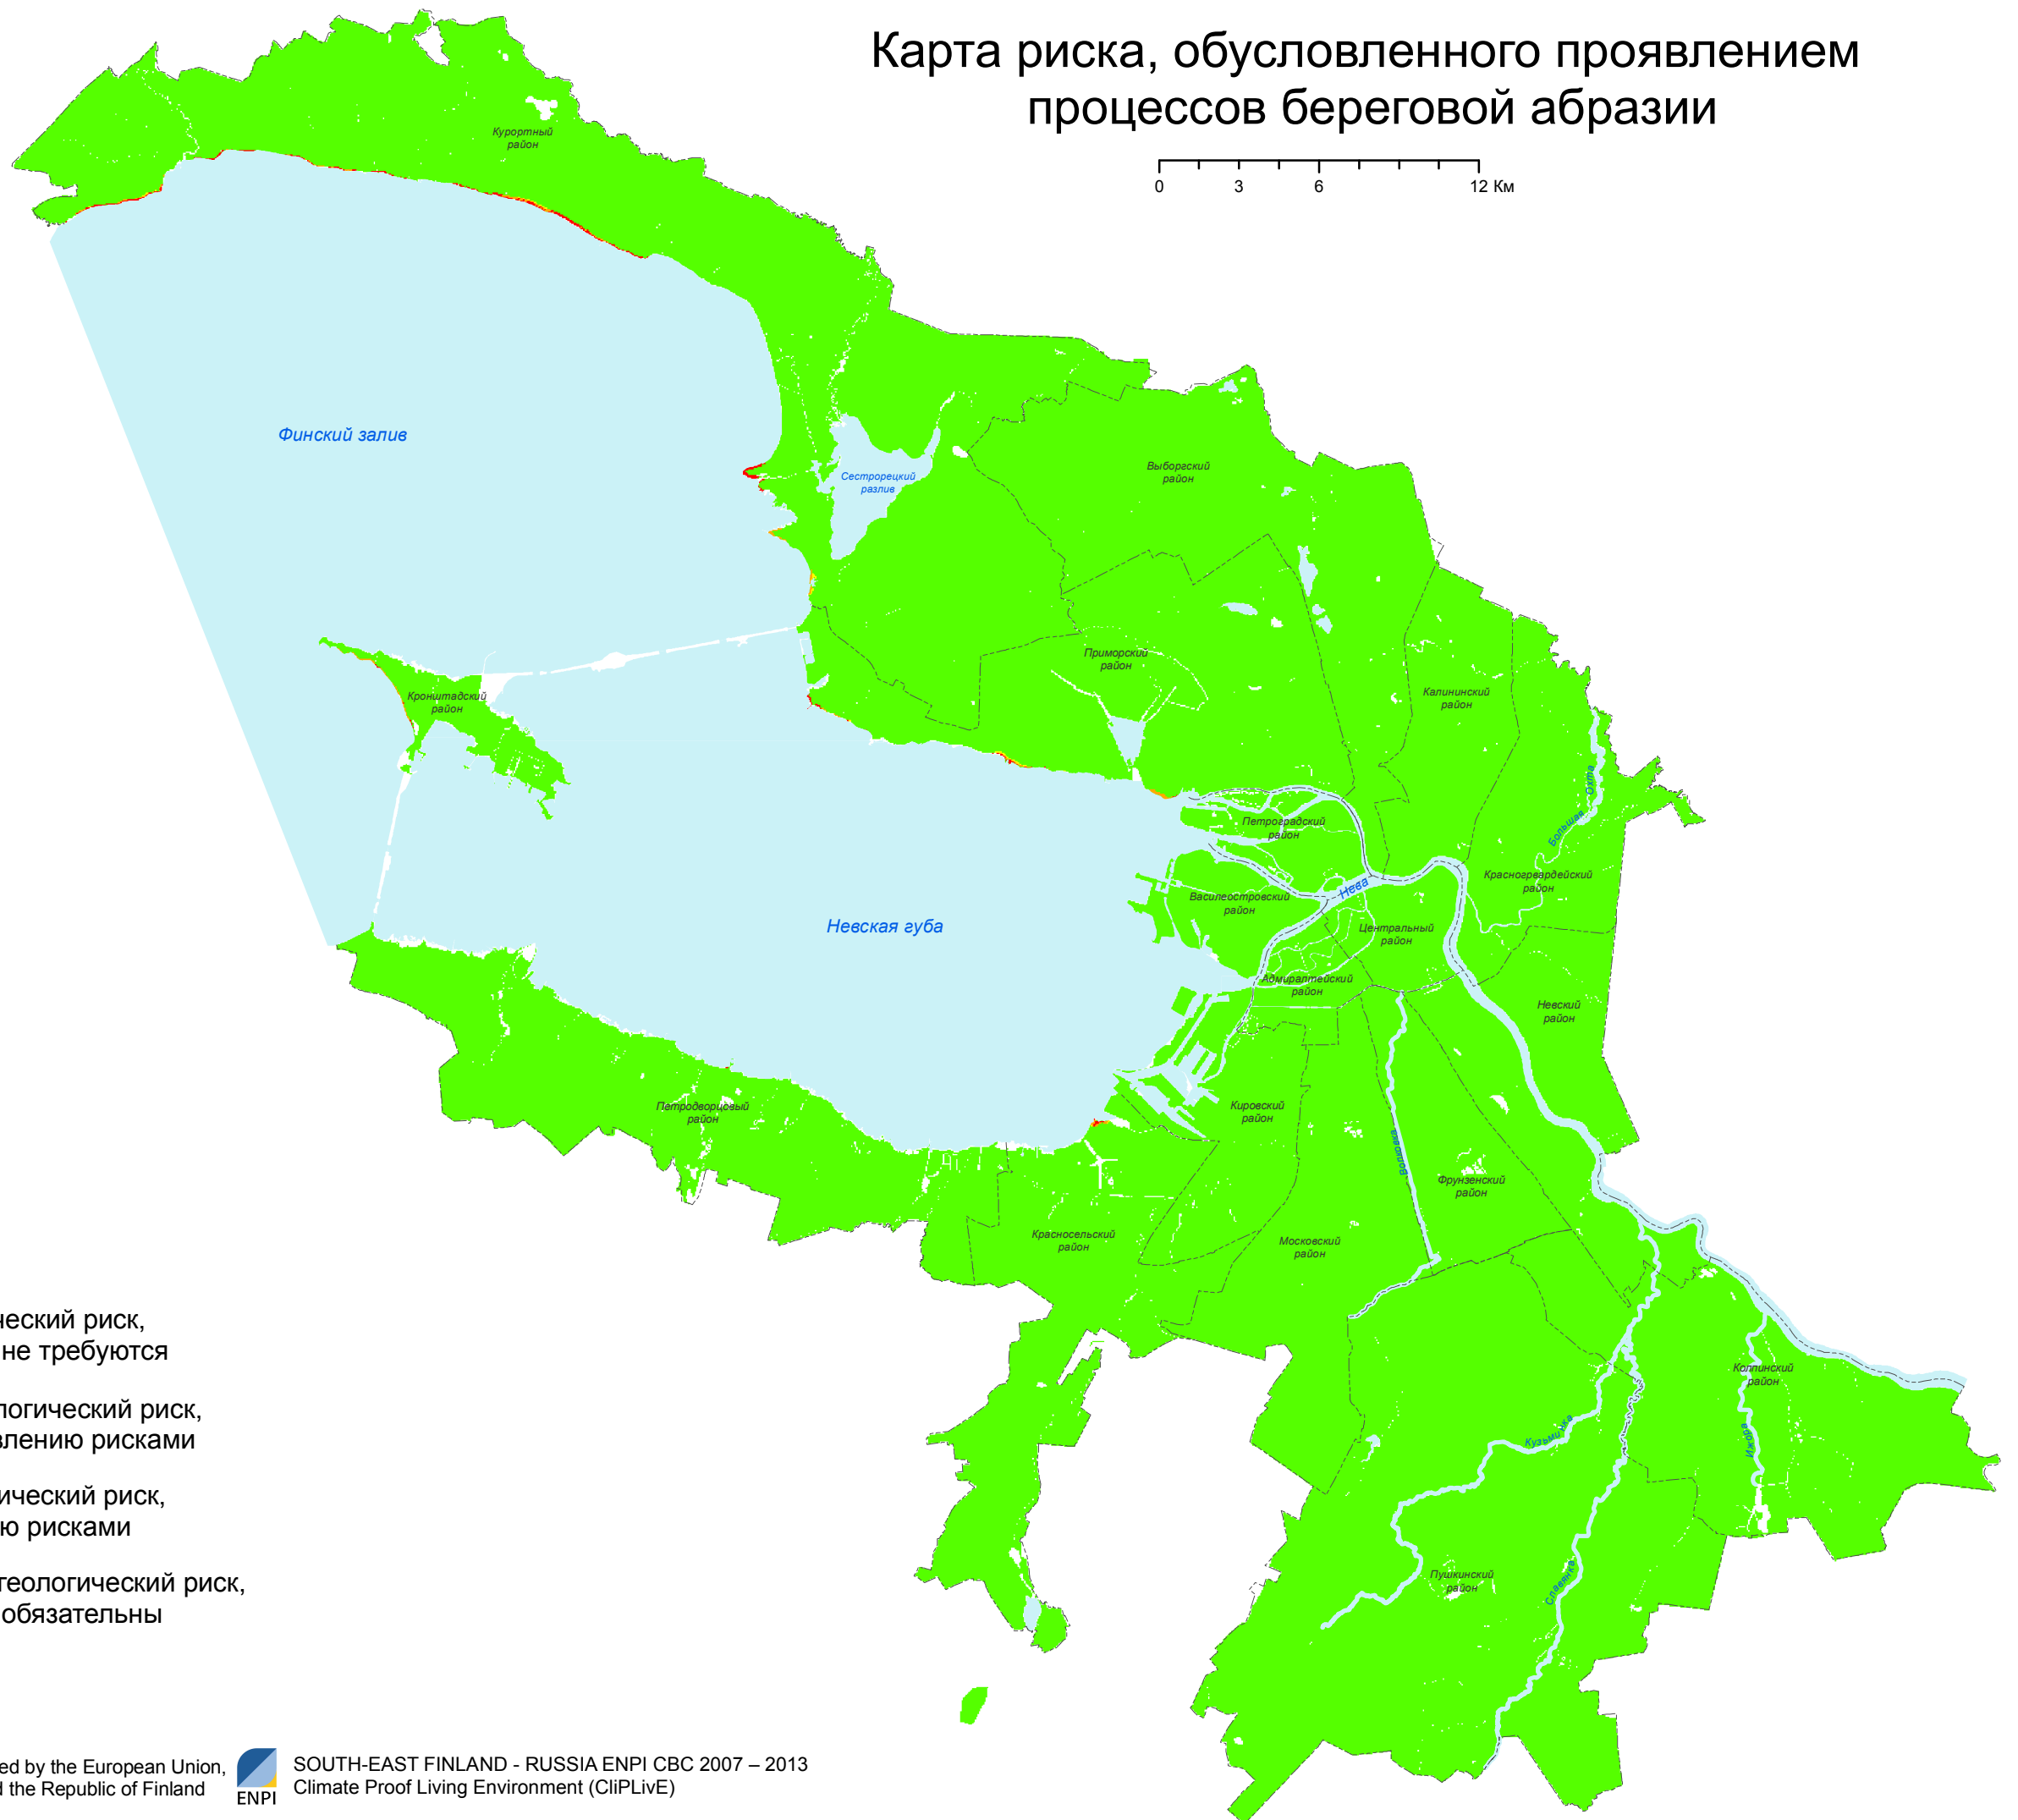 Карта риска, обусловленного проявлением
процессов береговой абразии
0 3 6 12 Км
Курортный
район
Финский залив
Сестрорецкий
разлив
Выборгский
район
Приморский
район
Калининский
район
Кронштадский
район
Большая Охта
Петроградский
район
Красногрвардейский
район
Нева
Василеостровский
район
Центральный
район
Невская губа
Адмиралтейский
район
Невский
район
Петродворцовый
район
Кировский
район
Волковка
Фрунзенский
район
Красносельский
район
Московский
район
Колпинский
район
Кузьминка
Ижора
Славянка
Пушкинский
район
ческий риск,
не требуются
логический риск,
влению рисками
ический риск,
ю рисками
геологический риск,
обязательны
ed by the European Union,
d the Republic of Finland
ENPI
SOUTH-EAST FINLAND - RUSSIA ENPI CBC 2007 – 2013
Climate Proof Living Environment (CliPLivE)